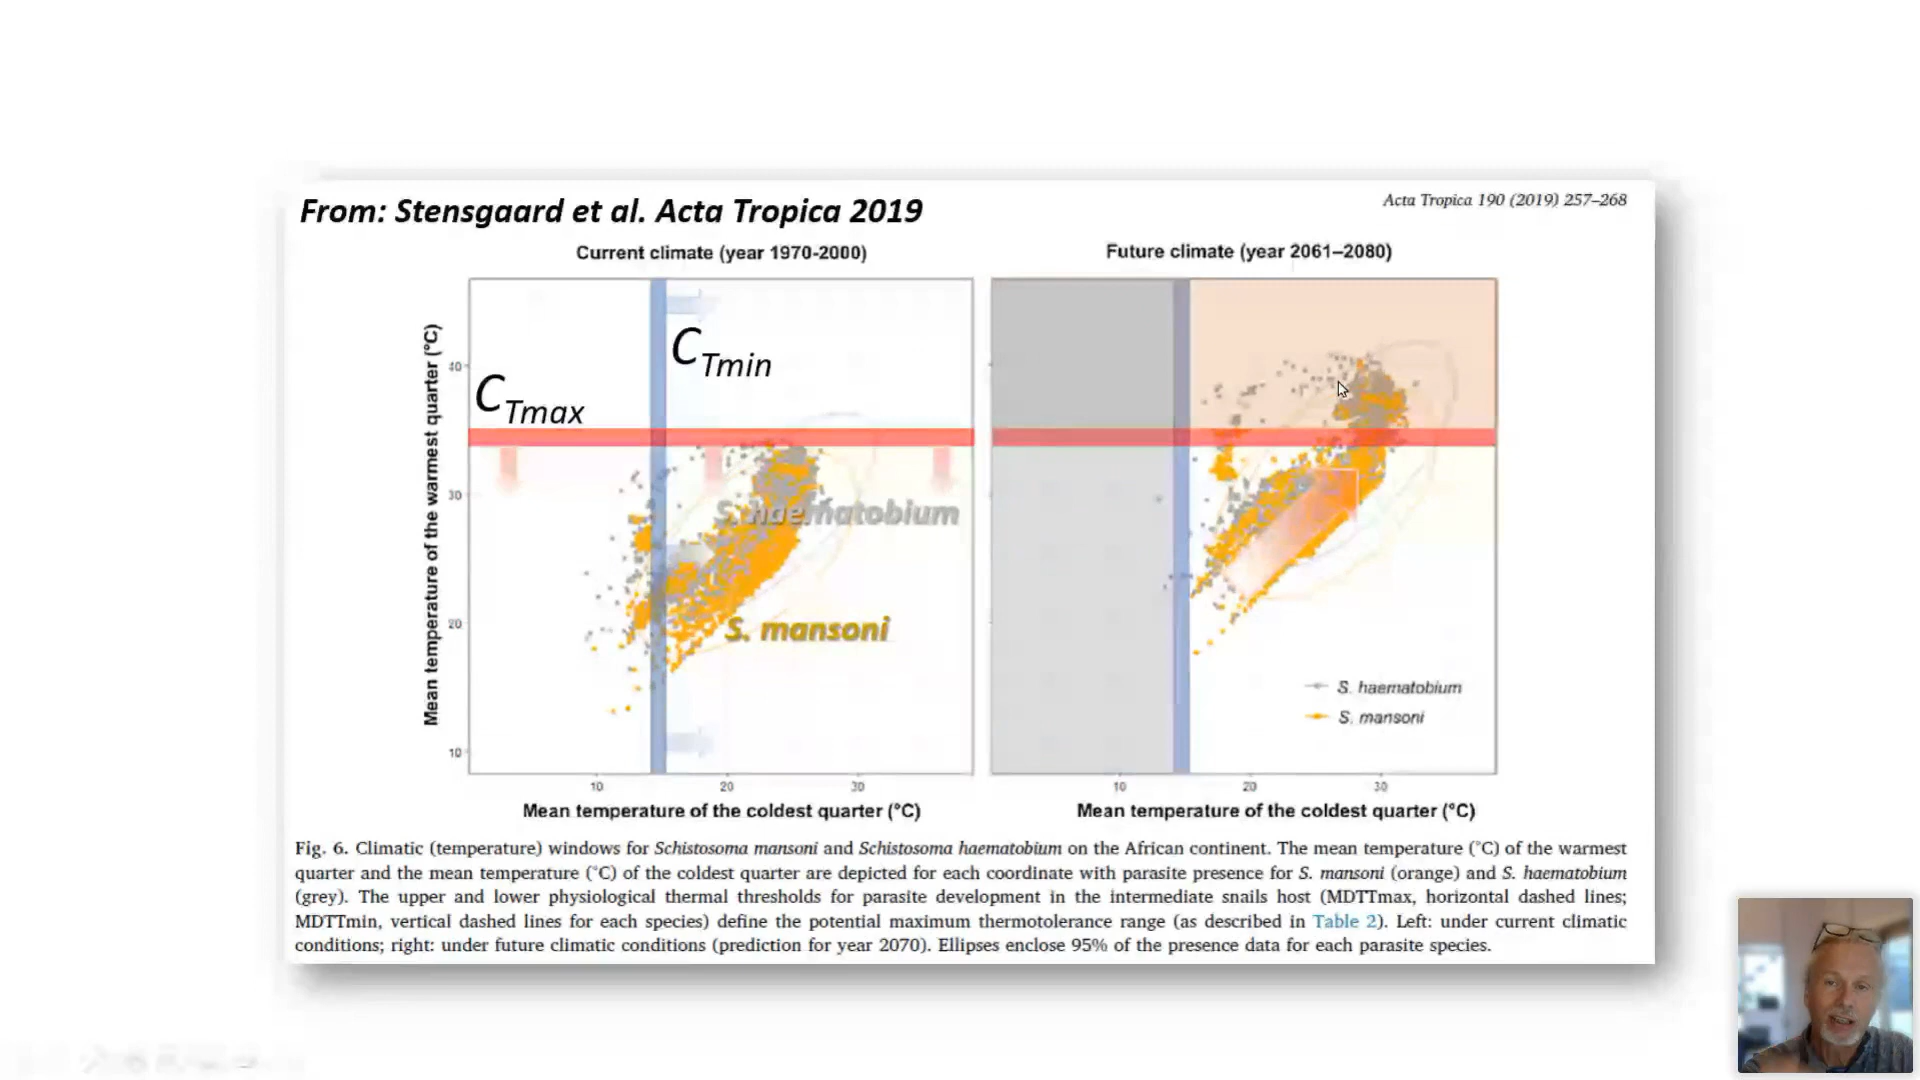 From: Stensgaard et al. Acta Tropica 2019
Acta Tropica 190 (2019) 257–268
Current climate (year 1970-2000)
Future climate (year 2061–2080)
Mean temperature of the warmest quarter (°C)
40
30
20
10
CTmax
CTmin
S. haematobium
S. mansoni
S. haematobium
S. mansoni
10
20
30
10
20
30
Mean temperature of the coldest quarter (°C)
Mean temperature of the coldest quarter (°C)
Fig. 6. Climatic (temperature) windows for Schistosoma mansoni and Schistosoma haematobium on the African continent. The mean temperature (°C) of the warmest
quarter and the mean temperature (°C) of the coldest quarter are depicted for each coordinate with parasite presence for S. mansoni (orange) and S. haematobium
(grey). The upper and lower physiological thermal thresholds for parasite development in the intermediate snails host (MDTTmax, horizontal dashed lines;
MDTTmin, vertical dashed lines for each species) define the potential maximum thermotolerance range (as described in Table 2). Left: under current climatic
conditions; right: under future climatic conditions (prediction for year 2070). Ellipses enclose 95% of the presence data for each parasite species.